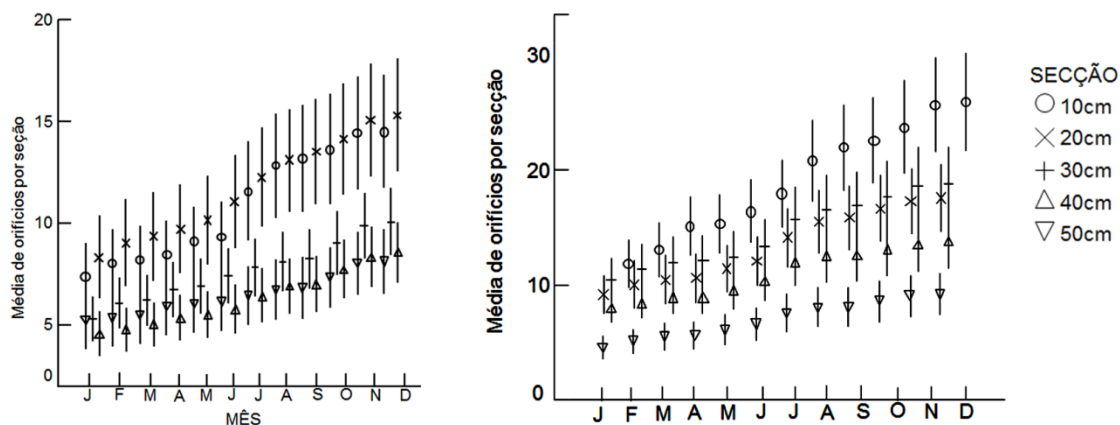 Média de orifícios por seção
20
15
10
5
0
J F M A M J J A S O N D
MÊS
Média de orifícios por secção
30
20
10
0
J F M A M J J A S O N D
SECÇÃO
10cm
20cm
30cm
40cm
50cm